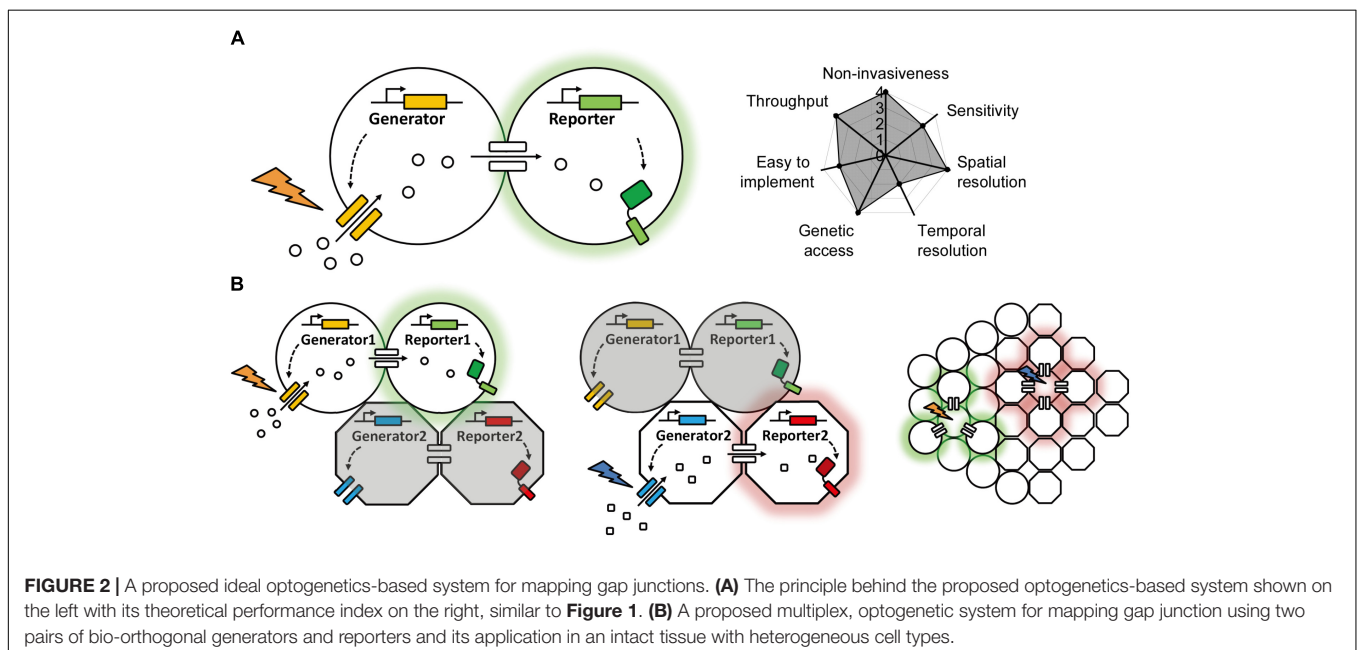 A
Generator
Reporter
Non-invasiveness
Throughput
Sensitivity
4
3
2
1
0
Easy to
implement
Spatial
resolution
Genetic
access
Temporal
resolution
B
Generator1
Reporter1
Generator2
Reporter2
Generator1
Reporter1
Generator2
Reporter2
FIGURE 2 | A proposed ideal optogenetics-based system for mapping gap junctions. (A) The principle behind the proposed optogenetics-based system shown on
the left with its theoretical performance index on the right, similar to Figure 1. (B) A proposed multiplex, optogenetic system for mapping gap junction using two
pairs of bio-orthogonal generators and reporters and its application in an intact tissue with heterogeneous cell types.